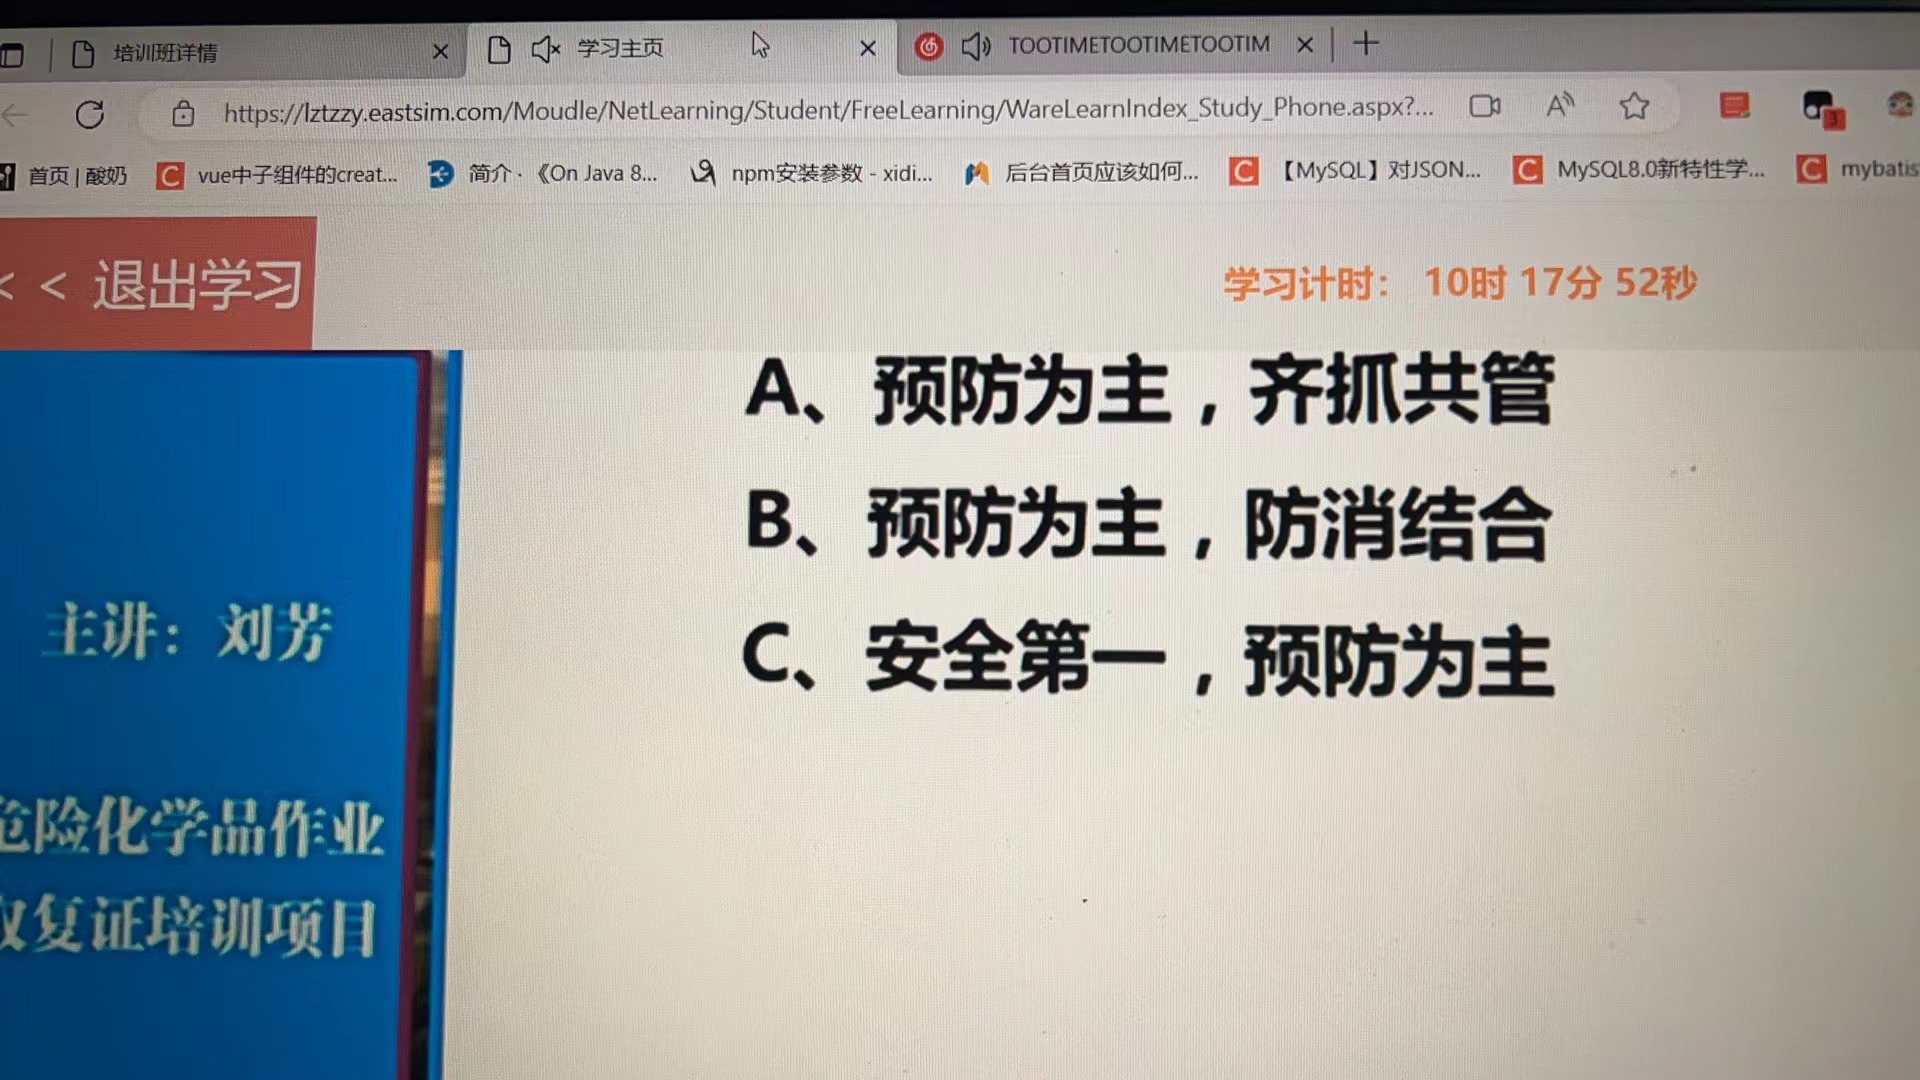 培训班详情
学习主页
TOOTIMETOOTIMETOOTIM
https://lztzzy.eastsim.com/Moudle/NetLearning/Student/FreeLearning/WareLearnIndex_Study_Phone.aspx?...
首页 | 酸奶
vue中子组件的creat...
简介 · 《On Java 8...
npm安装参数 - xidi...
后台首页应该如何...
【MySQL】对JSON...
MySQL8.0新特性学...
mybatis
< < 退出学习
学习计时： 10时 17分 52秒
A、预防为主，齐抓共管
B、预防为主，防消结合
C、安全第一，预防为主
主讲：刘芳
危险化学品作业
复证培训项目